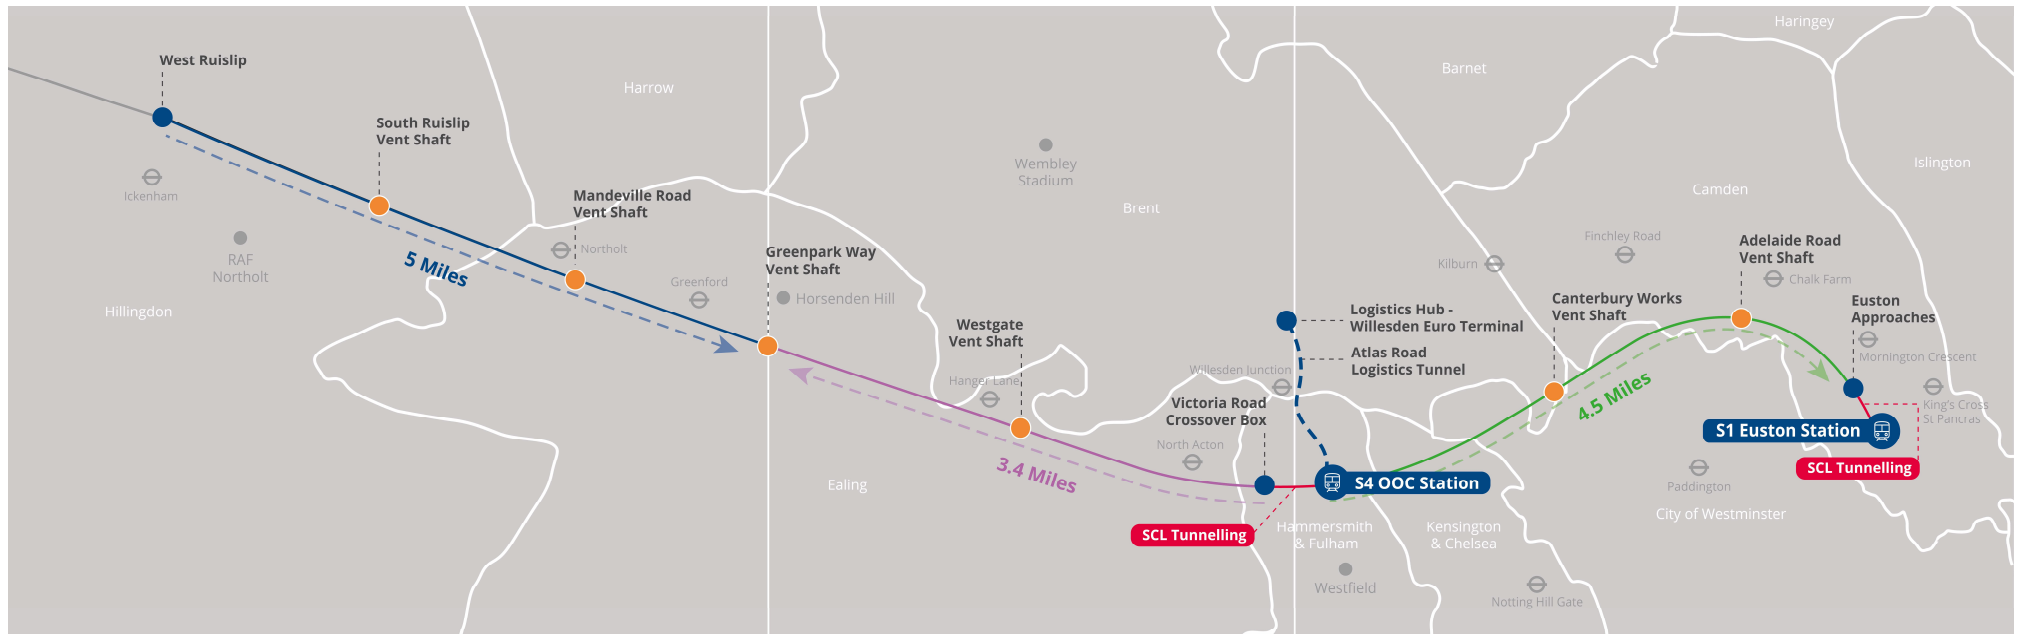 Haringey
West Ruislip
Barnet
Harrow
South Ruislip
Vent Shaft
Wembley
Stadium
Islington
Camden
Ickenham
Mandeville Road
Vent Shaft
Brent
RAF
Northolt
Northolt
5 Miles
Greenford
Greenpark Way
Vent Shaft
Horsenden Hill
Hillingdon
Kilburn
Finchley Road
Adelaide Road
Vent Shaft
Chalk Farm
Canterbury Works
Vent Shaft
Euston
Approaches
Mornington Crescent
Logistics Hub -
Willesden Euro Terminal
Atlas Road
Logistics Tunnel
Westgate
Vent Shaft
Hanger Lane
Willesden Junction
Victoria Road
Crossover Box
North Acton
4.5 Miles
King's Cross
St Pancras
S1 Euston Station
SCL Tunnelling
3.4 Miles
Ealing
S4 OOC Station
Paddington
City of Westminster
SCL Tunnelling
Hammersmith
& Fulham
Kensington
& Chelsea
Westfield
Notting Hill Gate